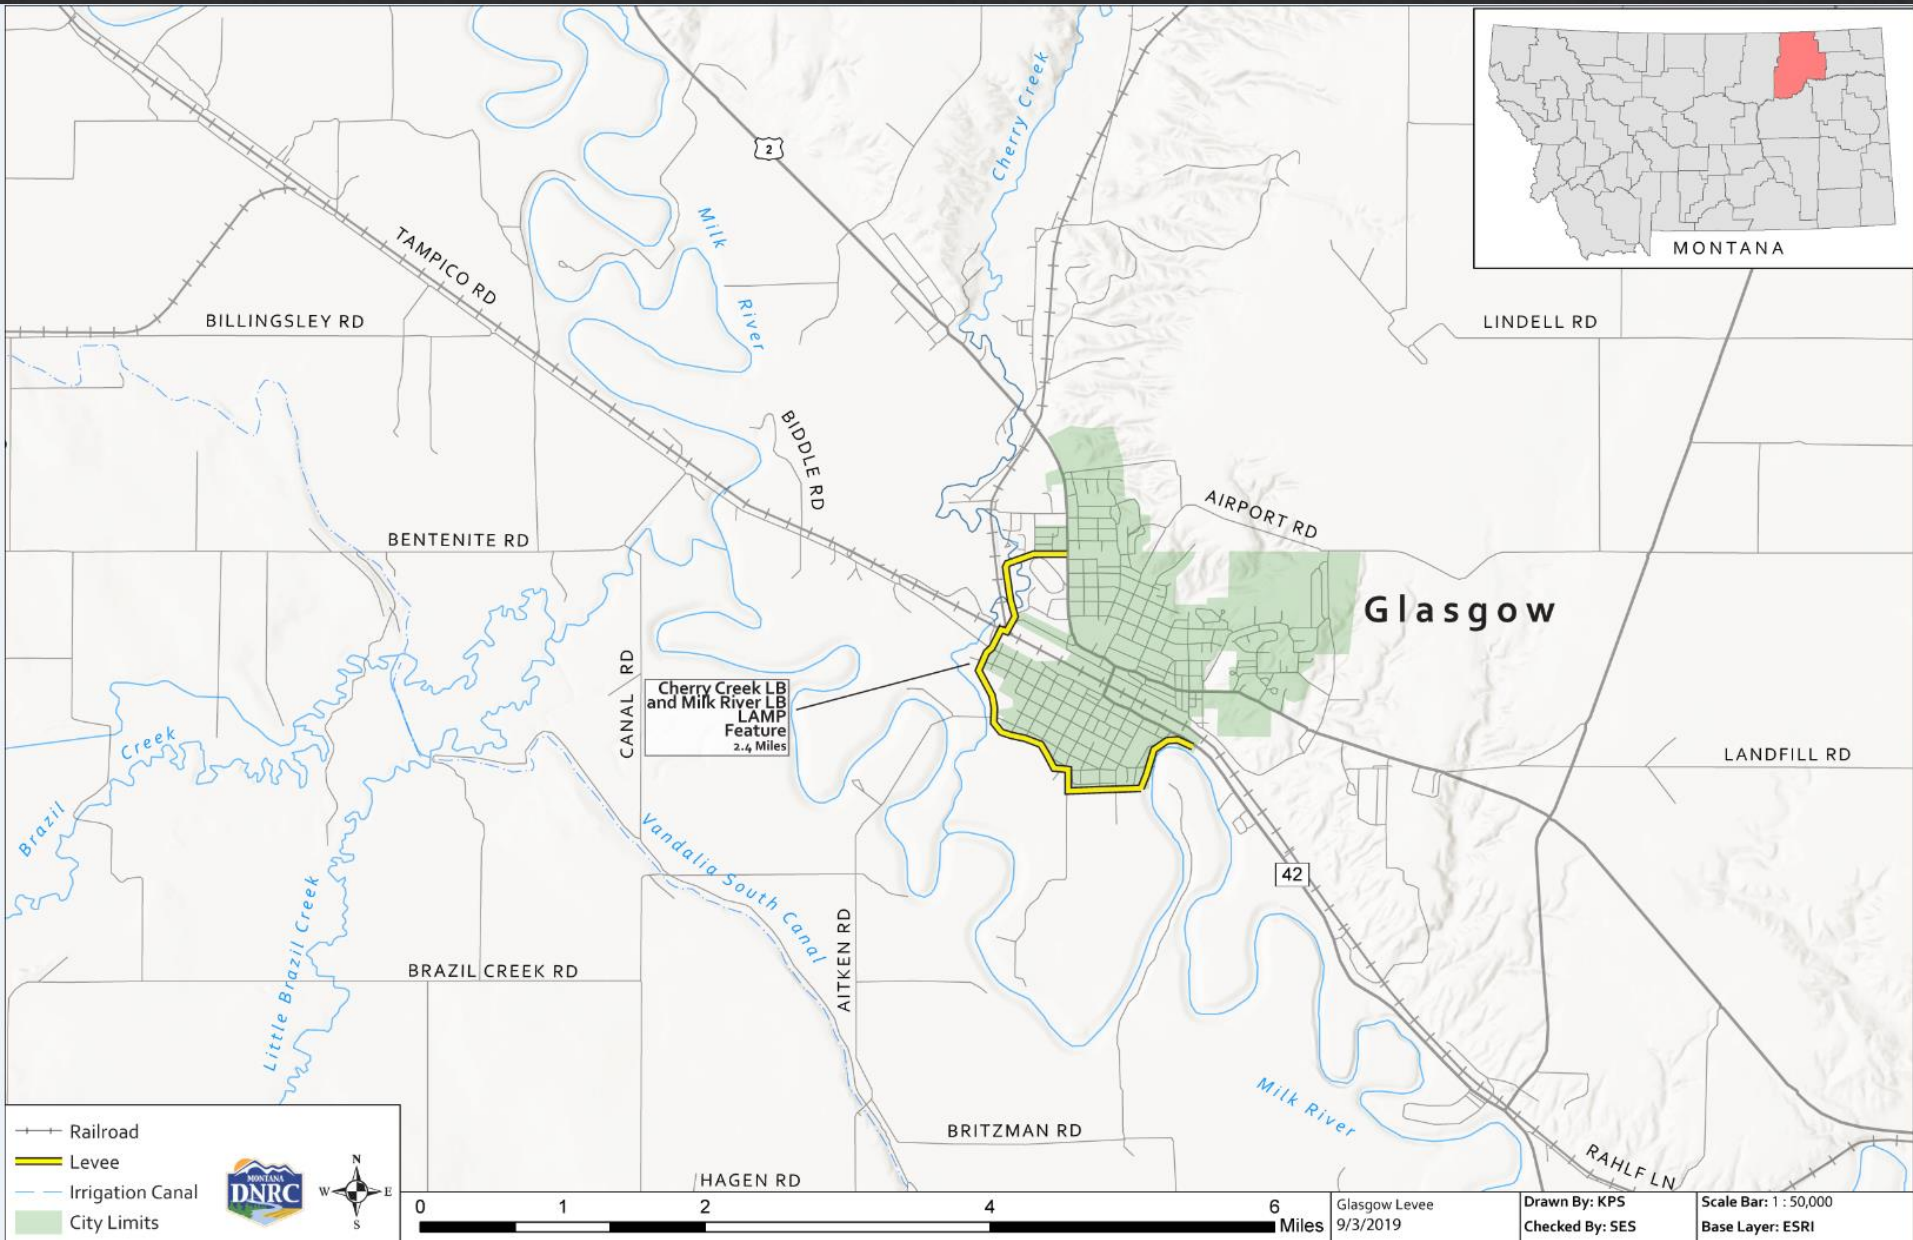 Cherry Creek
MONTANA
2
Milk
River
TAMPICO RD
BILLINGSLEY RD
LINDELL RD
BIDDLE RD
AIRPORT RD
BENTENITE RD
Glasgow
CANAL RD
Cherry Creek LB
and Milk River LB
LAMP
Feature
2.4 Miles
Creek
Brazil
LANDFILL RD
Vandalia South Canal
42
Little Brazil Creek
AITKEN RD
BRAZIL CREEK RD
Milk River
BRITZMAN RD
RAHLF LN
HAGEN RD
Railroad
Levee
Irrigation Canal
City Limits
MONTANA
DNRC
N
W E
S
0 1 2 4 6
Miles
Glasgow Levee
9/3/2019
Drawn By: KPS
Checked By: SES
Scale Bar: 1 : 50,000
Base Layer: ESRI